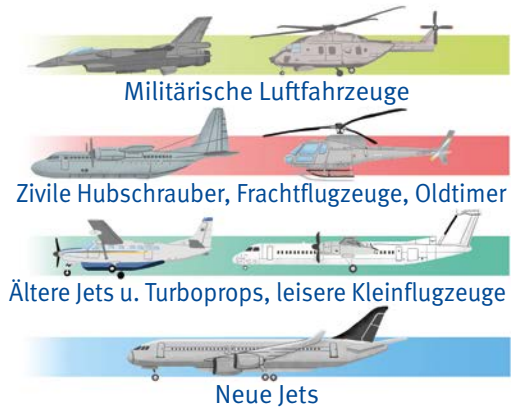 Militärische Luftfahrzeuge
Zivile Hubschrauber, Frachtflugzeuge, Oldtimer
Ältere Jets u. Turboprops, leisere Kleinflugzeuge
Neue Jets